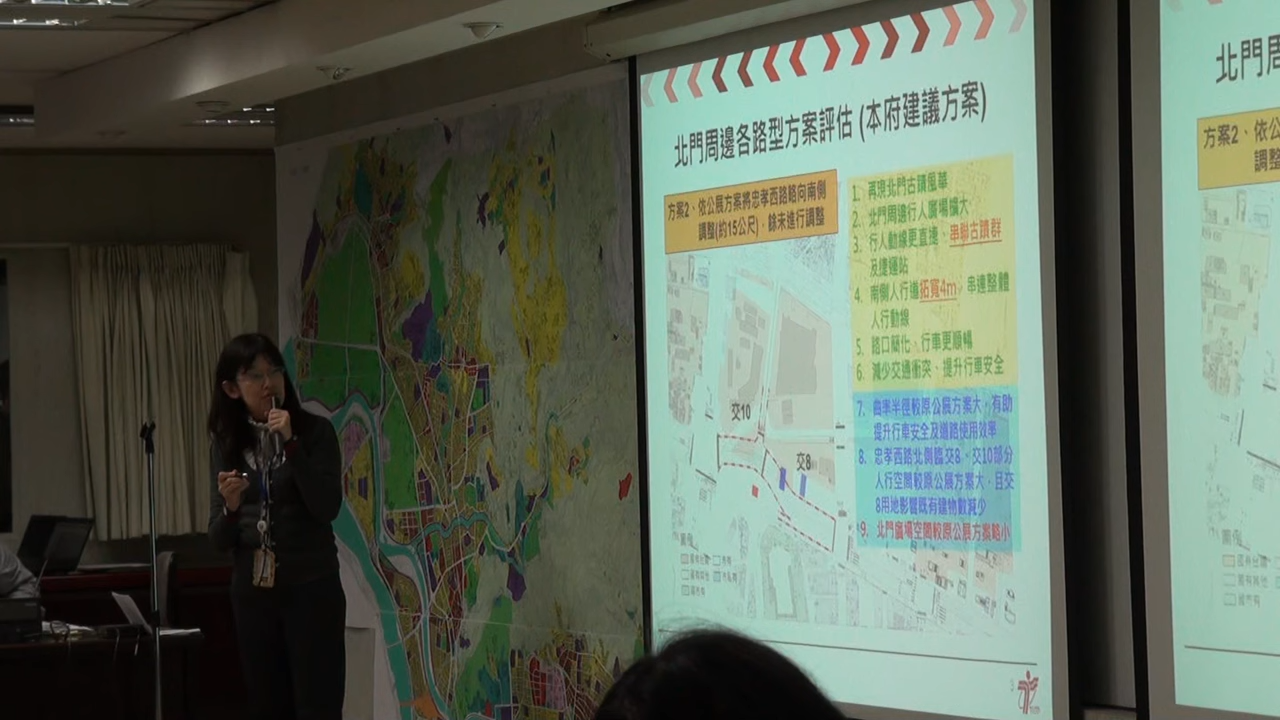 北門周邊各路型方案評估 (本府建議方案)
方案2、依公展方案將忠孝西路略向南側
調整(約15公尺)，餘未進行調整
1. 再現北門古蹟風華
2. 北門周邊行人廣場擴大
3. 行人動線更直捷、串聯古蹟群
及捷運站
4. 南側人行道拓寬4m，串連整體
人行動線
5. 路口簡化、行車更順暢
6. 減少交通衝突、提升行車安全
7. 曲率半徑較原公展方案大，有助
提升行車安全及道路使用效率
8. 忠孝西路北側臨交8、交10部分
人行空間較原公展方案大，且交
8用地影響既有建物數減少
9. 北門廣場空間較原公展方案略小
交10
交8
圖例
北門周
方案2、依公
調整
圖例